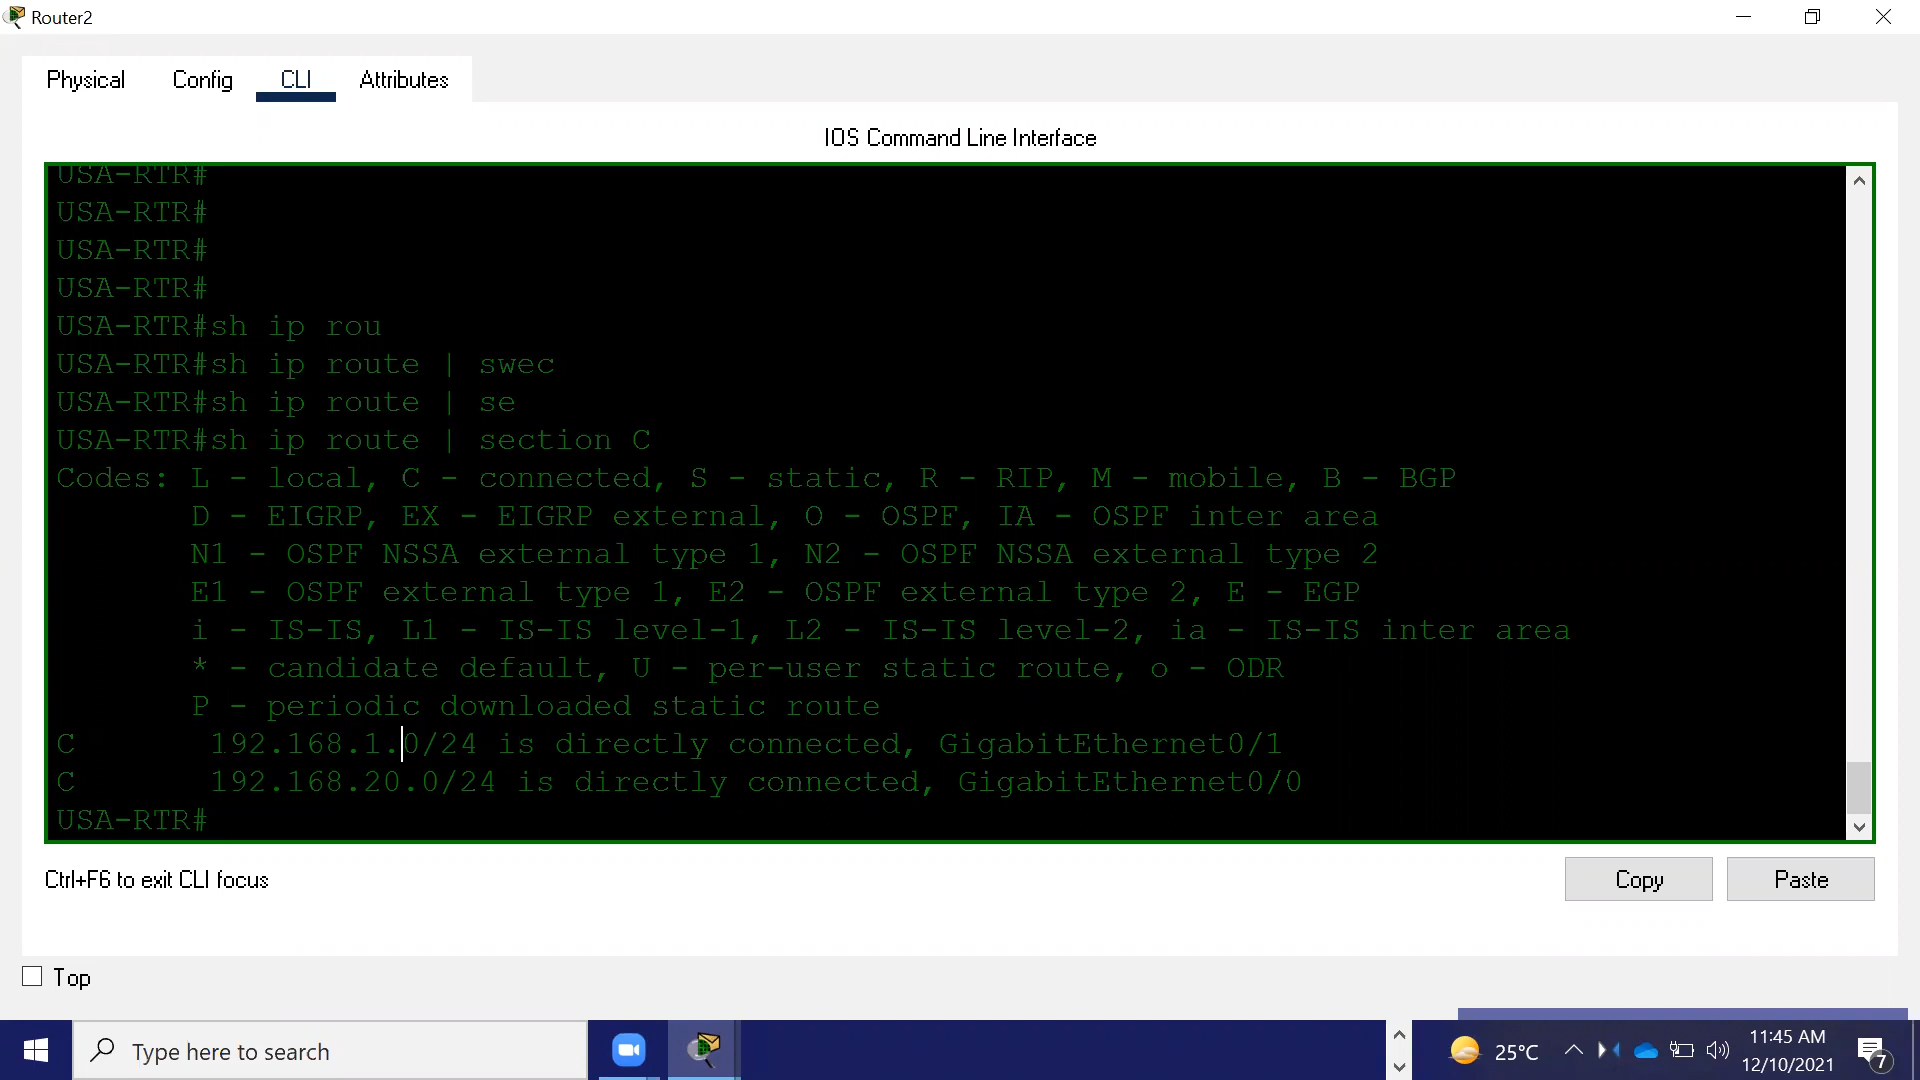 Router2
Physical Config CLI Attributes
IOS Command Line Interface
USA-RTR#
USA-RTR#
USA-RTR#
USA-RTR#
USA-RTR#sh ip rou
USA-RTR#sh ip route | swec
USA-RTR#sh ip route | se
USA-RTR#sh ip route | section C
Codes: L - local, C - connected, S - static, R - RIP, M - mobile, B - BGP
D - EIGRP, EX - EIGRP external, O - OSPF, IA - OSPF inter area
N1 - OSPF NSSA external type 1, N2 - OSPF NSSA external type 2
E1 - OSPF external type 1, E2 - OSPF external type 2, E - EGP
i - IS-IS, L1 - IS-IS level-1, L2 - IS-IS level-2, ia - IS-IS inter area
* - candidate default, U - per-user static route, o - ODR
P - periodic downloaded static route
C 192.168.1.0/24 is directly connected, GigabitEthernet0/1
C 192.168.20.0/24 is directly connected, GigabitEthernet0/0
USA-RTR#
Ctrl+F6 to exit CLI focus
Copy Paste
Top
Type here to search
25°C
11:45 AM
12/10/2021
7